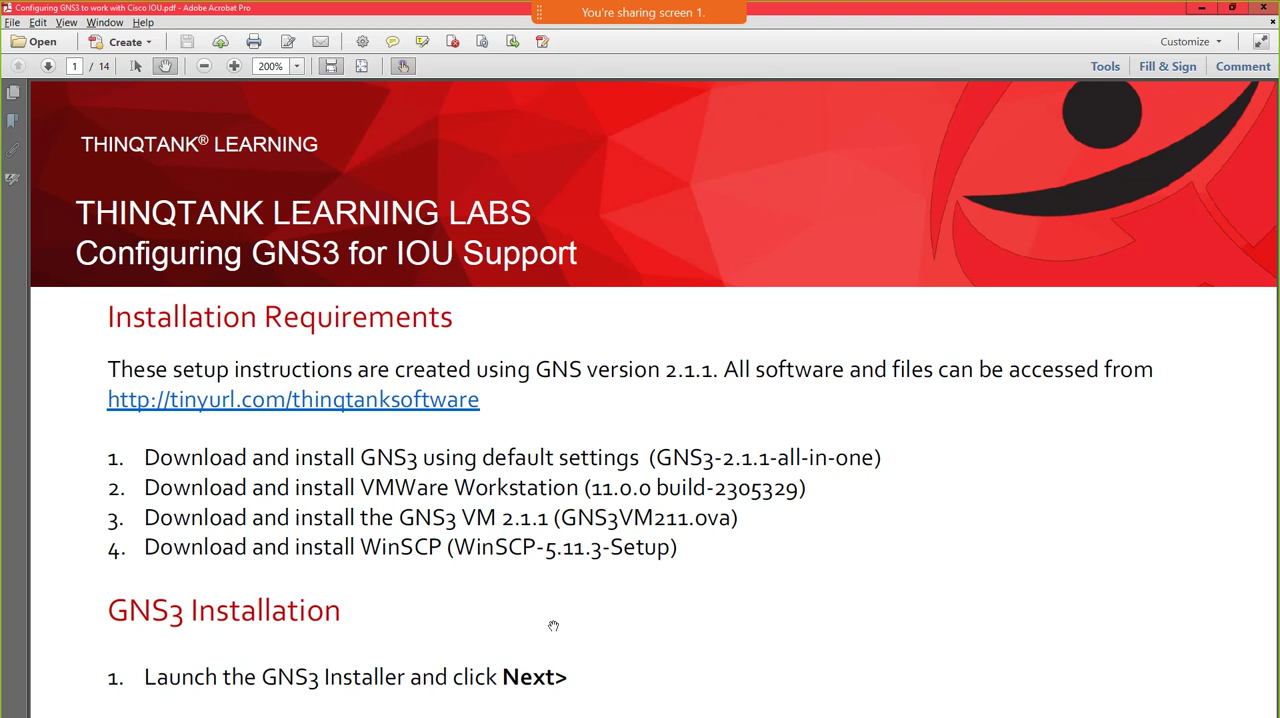 Configuring GNS3 to work with Cisco IOU.pdf - Adobe Acrobat Pro
You're sharing screen 1.
File Edit View Window Help
Open Create Customize
1 / 14 200% Tools Fill & Sign Comment
THINQTANK® LEARNING
THINQTANK LEARNING LABS
Configuring GNS3 for IOU Support
Installation Requirements
These setup instructions are created using GNS version 2.1.1. All software and files can be accessed from
http://tinyurl.com/thinqtanksoftware
1. Download and install GNS3 using default settings (GNS3-2.1.1-all-in-one)
2. Download and install VMWare Workstation (11.0.0 build-2305329)
3. Download and install the GNS3 VM 2.1.1 (GNS3VM211.ova)
4. Download and install WinSCP (WinSCP-5.11.3-Setup)
GNS3 Installation
1. Launch the GNS3 Installer and click Next>